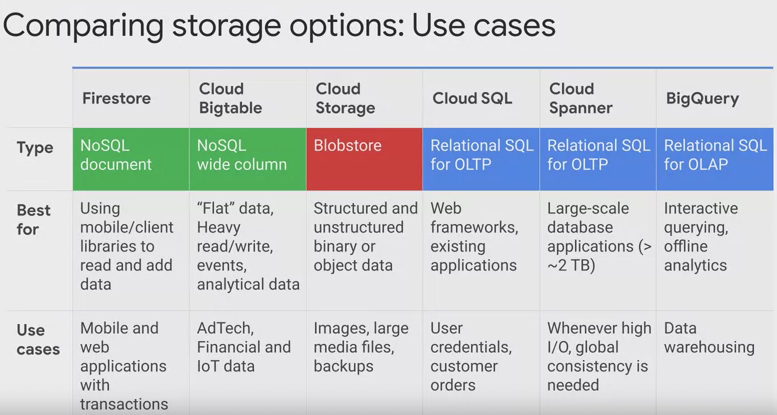 Comparing storage options: Use cases
Firestore
Cloud
Bigtable
Cloud
Storage
Cloud SQL
Cloud
Spanner
BigQuery
Type
NoSQL
document
NoSQL
wide column
Blobstore
Relational SQL
for OLTP
Relational SQL
for OLTP
Relational SQL
for OLAP
Best
for
Using
mobile/client
libraries to
read and add
data
“Flat” data,
Heavy
read/write,
events,
analytical data
Structured and
unstructured
binary or
object data
Web
frameworks,
existing
applications
Large-scale
database
applications (>
~2 TB)
Interactive
querying,
offline
analytics
Use
cases
Mobile and
web
applications
with
transactions
AdTech,
Financial and
IoT data
Images, large
media files,
backups
User
credentials,
customer
orders
Whenever high
I/O, global
consistency is
needed
Data
warehousing